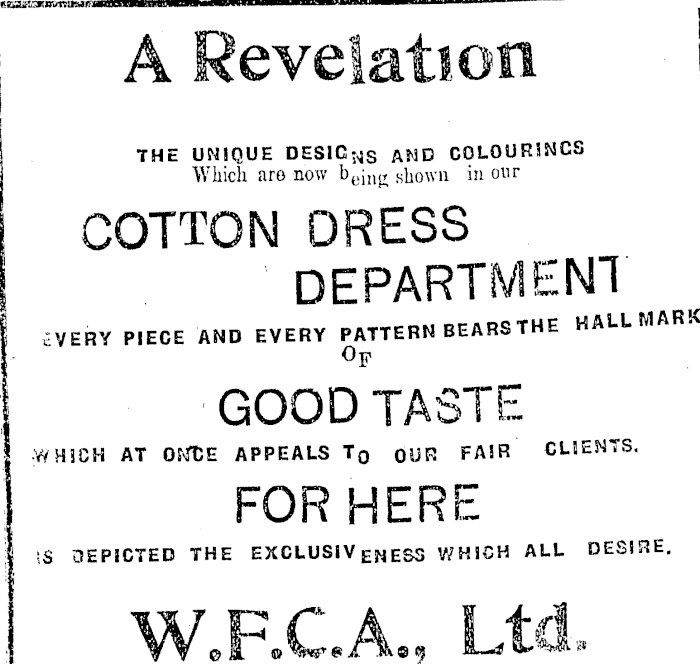 A Revelation
THE UNIQUE DESIGNS AND COLOURINGS
Which are now being shown in our
COTTON DRESS
DEPARTMENT
EVERY PIECE AND EVERY PATTERN BEARS THE HALL MARK
OF
GOOD TASTE
WHICH AT ONCE APPEALS TO OUR FAIR CLIENTS.
FOR HERE
IS DEPICTED THE EXCLUSIVENESS WHICH ALL DESIRE.
W.F.C.A., Ltd.